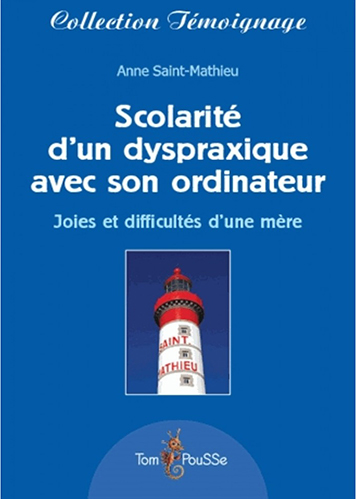 Collection Témoignage
Anne Saint-Mathieu
Scolarité
d'un dyspraxique
avec son ordinateur
Joies et difficultés d'une mère
SAINT
MATHIEU
Tom PouSSe